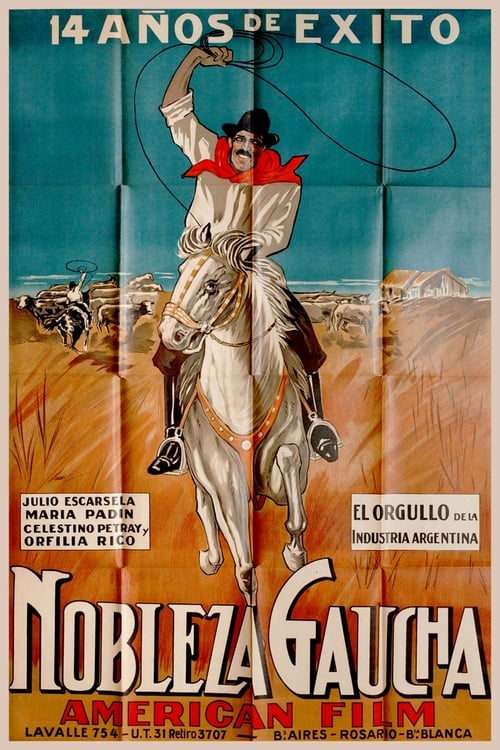 14 AÑOS DE EXITO
JULIO ESCARSELA
MARIA PADIN
CELESTINO PETRAY y
ORFILIA RICO
EL ORGULLO DE LA
INDUSTRIA ARGENTINA
NOBLEZA GAUCHA
AMERICAN FILM
LAVALLE 754 - U.T. 31 Retiro 3707 - Bs. AIRES - ROSARIO - Bia. BLANCA